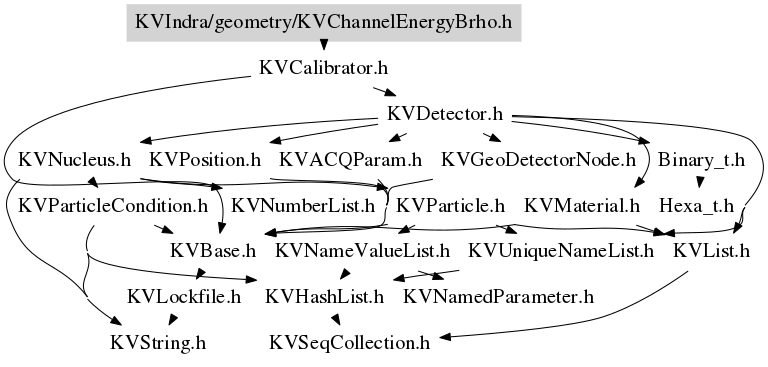 KVIndra/geometry/KVChannelEnergyBrho.h
KVCalibrator.h
KVDetector.h
KVNucleus.h KVPosition.h KVACQParam.h KVGeoDetectorNode.h Binary_t.h
KVParticleCondition.h KVNumberList.h KVParticle.h KVMaterial.h Hexa_t.h
KVBase.h KVNameValueList.h KVUniqueNameList.h KVList.h
KVLockfile.h KVHashList.h KVNamedParameter.h
KVString.h KVSeqCollection.h